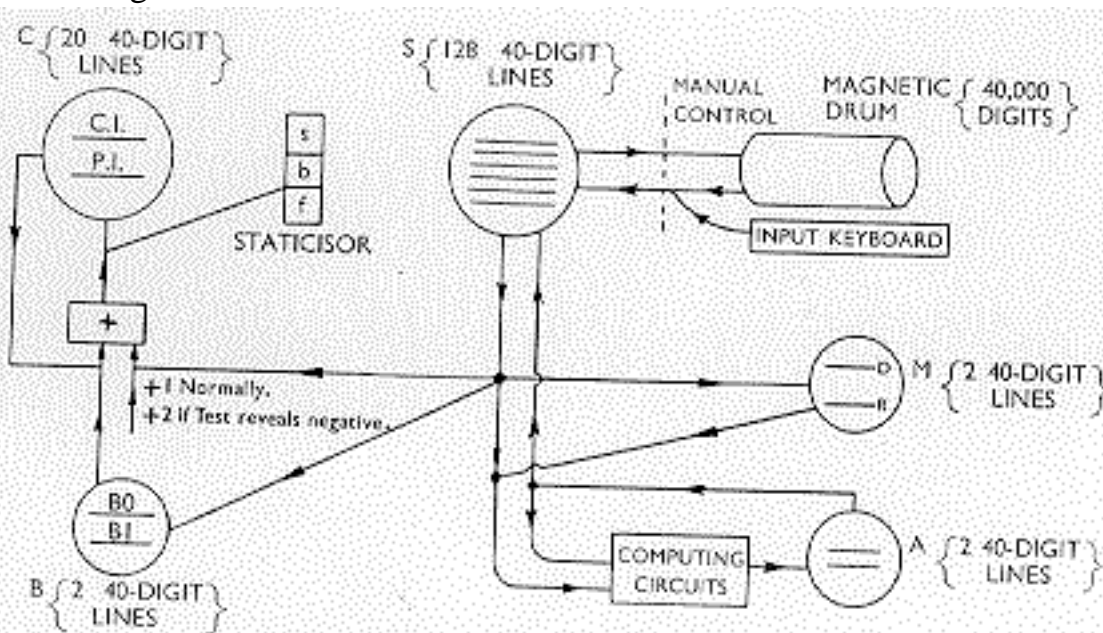 C { 20 40-DIGIT }
LINES
C.I.
P.I.
s
b
f
STATICISOR
S { 128 40-DIGIT }
LINES
MANUAL
CONTROL
MAGNETIC
DRUM
{ 40,000 }
DIGITS
INPUT KEYBOARD
+
+1 Normally,
+2 if Test reveals negative.
B0
B1
B { 2 40-DIGIT }
LINES
D
R
M { 2 40-DIGIT }
LINES
COMPUTING
CIRCUITS
A { 2 40-DIGIT }
LINES